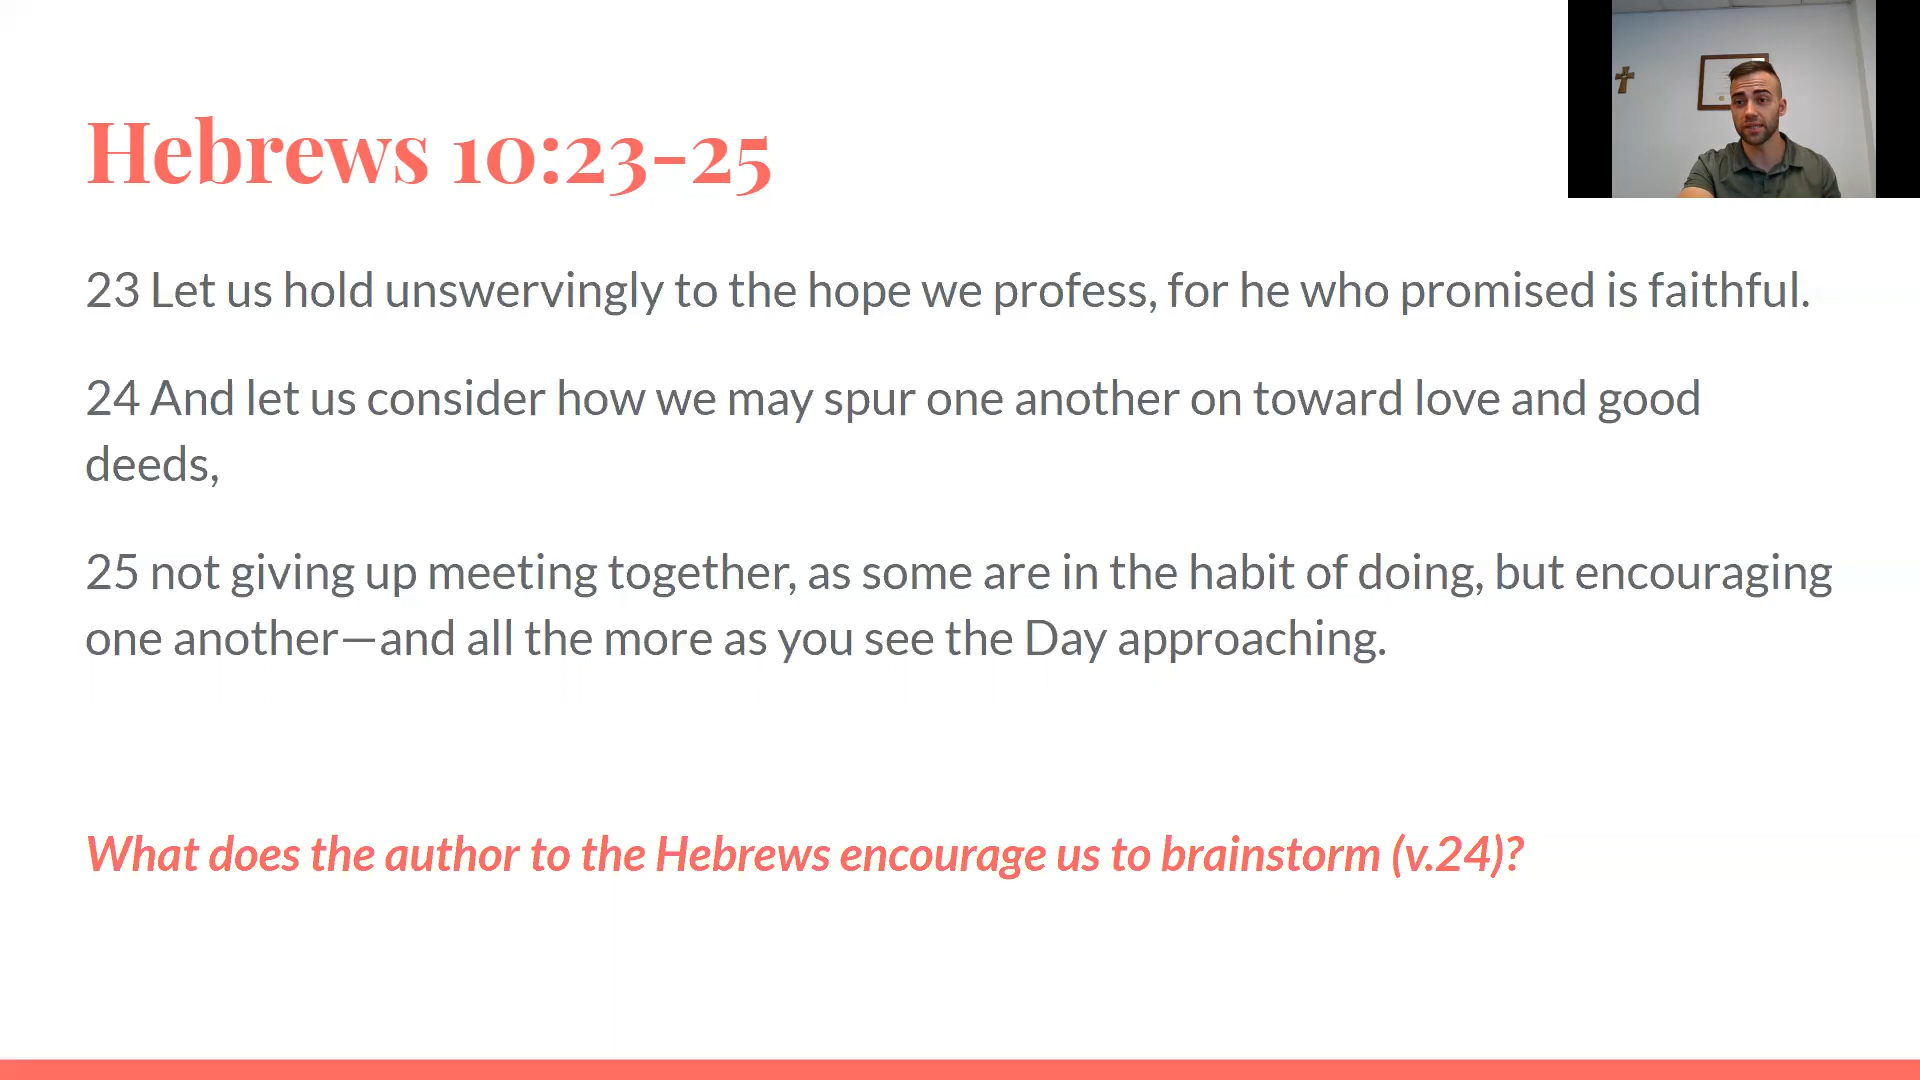 Hebrews 10:23-25
23 Let us hold unswervingly to the hope we profess, for he who promised is faithful.
24 And let us consider how we may spur one another on toward love and good
deeds,
25 not giving up meeting together, as some are in the habit of doing, but encouraging
one another—and all the more as you see the Day approaching.
What does the author to the Hebrews encourage us to brainstorm (v.24)?